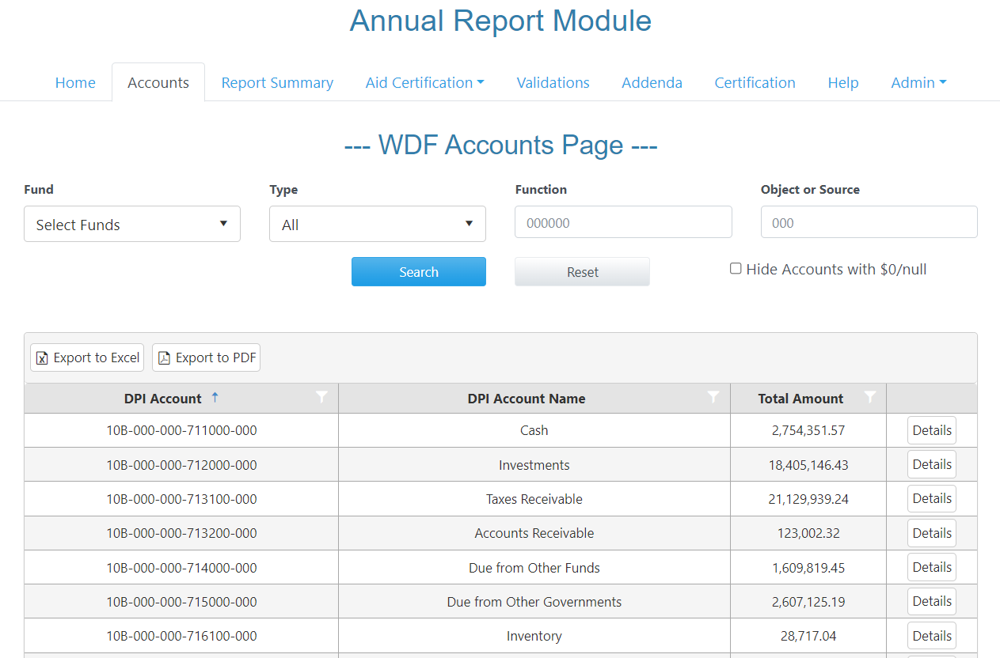 Annual Report Module
Home Accounts Report Summary Aid Certification Validations Addenda Certification Help Admin
--- WDF Accounts Page ---
Fund Type Function Object or Source
Select Funds All 000000 000
Search Reset Hide Accounts with $0/null
Export to Excel Export to PDF
DPI Account DPI Account Name Total Amount
10B-000-000-711000-000 Cash 2,754,351.57 Details
10B-000-000-712000-000 Investments 18,405,146.43 Details
10B-000-000-713100-000 Taxes Receivable 21,129,939.24 Details
10B-000-000-713200-000 Accounts Receivable 123,002.32 Details
10B-000-000-714000-000 Due from Other Funds 1,609,819.45 Details
10B-000-000-715000-000 Due from Other Governments 2,607,125.19 Details
10B-000-000-716100-000 Inventory 28,717.04 Details